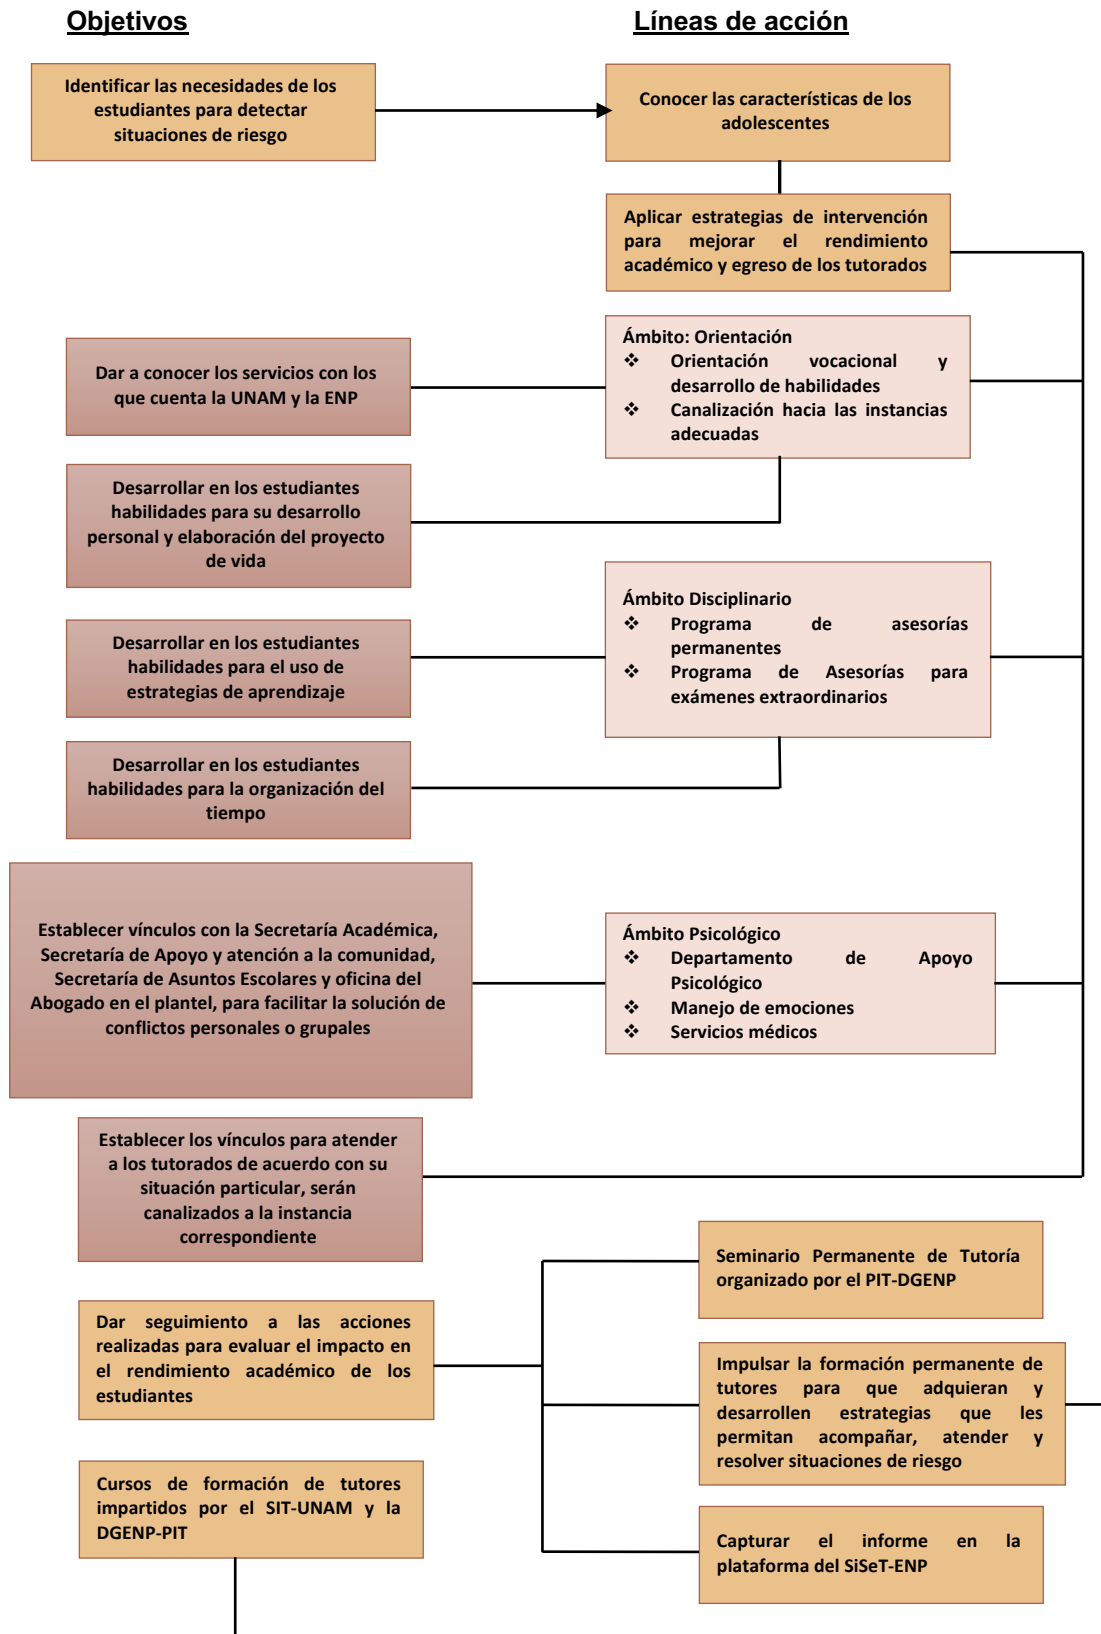 Objetivos
Líneas de acción
Identificar las necesidades de los
estudiantes para detectar
situaciones de riesgo
Conocer las características de los
adolescentes
Aplicar estrategias de intervención
para mejorar el rendimiento
académico y egreso de los tutorados
Dar a conocer los servicios con los
que cuenta la UNAM y la ENP
Ámbito: Orientación
❖ Orientación vocacional y
desarrollo de habilidades
❖ Canalización hacia las instancias
adecuadas
Desarrollar en los estudiantes
habilidades para su desarrollo
personal y elaboración del proyecto
de vida
Desarrollar en los estudiantes
habilidades para el uso de
estrategias de aprendizaje
Ámbito Disciplinario
❖ Programa de asesorías
permanentes
❖ Programa de Asesorías para
exámenes extraordinarios
Desarrollar en los estudiantes
habilidades para la organización del
tiempo
Establecer vínculos con la Secretaría Académica,
Secretaría de Apoyo y atención a la comunidad,
Secretaría de Asuntos Escolares y oficina del
Abogado en el plantel, para facilitar la solución de
conflictos personales o grupales
Ámbito Psicológico
❖ Departamento de Apoyo
Psicológico
❖ Manejo de emociones
❖ Servicios médicos
Establecer los vínculos para atender
a los tutorados de acuerdo con su
situación particular, serán
canalizados a la instancia
correspondiente
Seminario Permanente de Tutoría
organizado por el PIT-DGENP
Dar seguimiento a las acciones
realizadas para evaluar el impacto en
el rendimiento académico de los
estudiantes
Impulsar la formación permanente de
tutores para que adquieran y
desarrollen estrategias que les
permitan acompañar, atender y
resolver situaciones de riesgo
Cursos de formación de tutores
impartidos por el SIT-UNAM y la
DGENP-PIT
Capturar el informe en la
plataforma del SiSeT-ENP